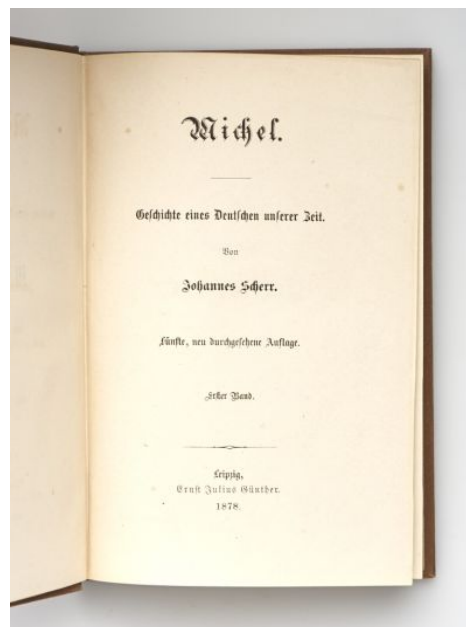 Michel.
Geschichte eines Deutschen unserer Zeit.
Von
Johannes Scherr.
Fünfte, neu durchgesehene Auflage.
Erster Band.
Leipzig,
Ernst Julius Günther.
1878.